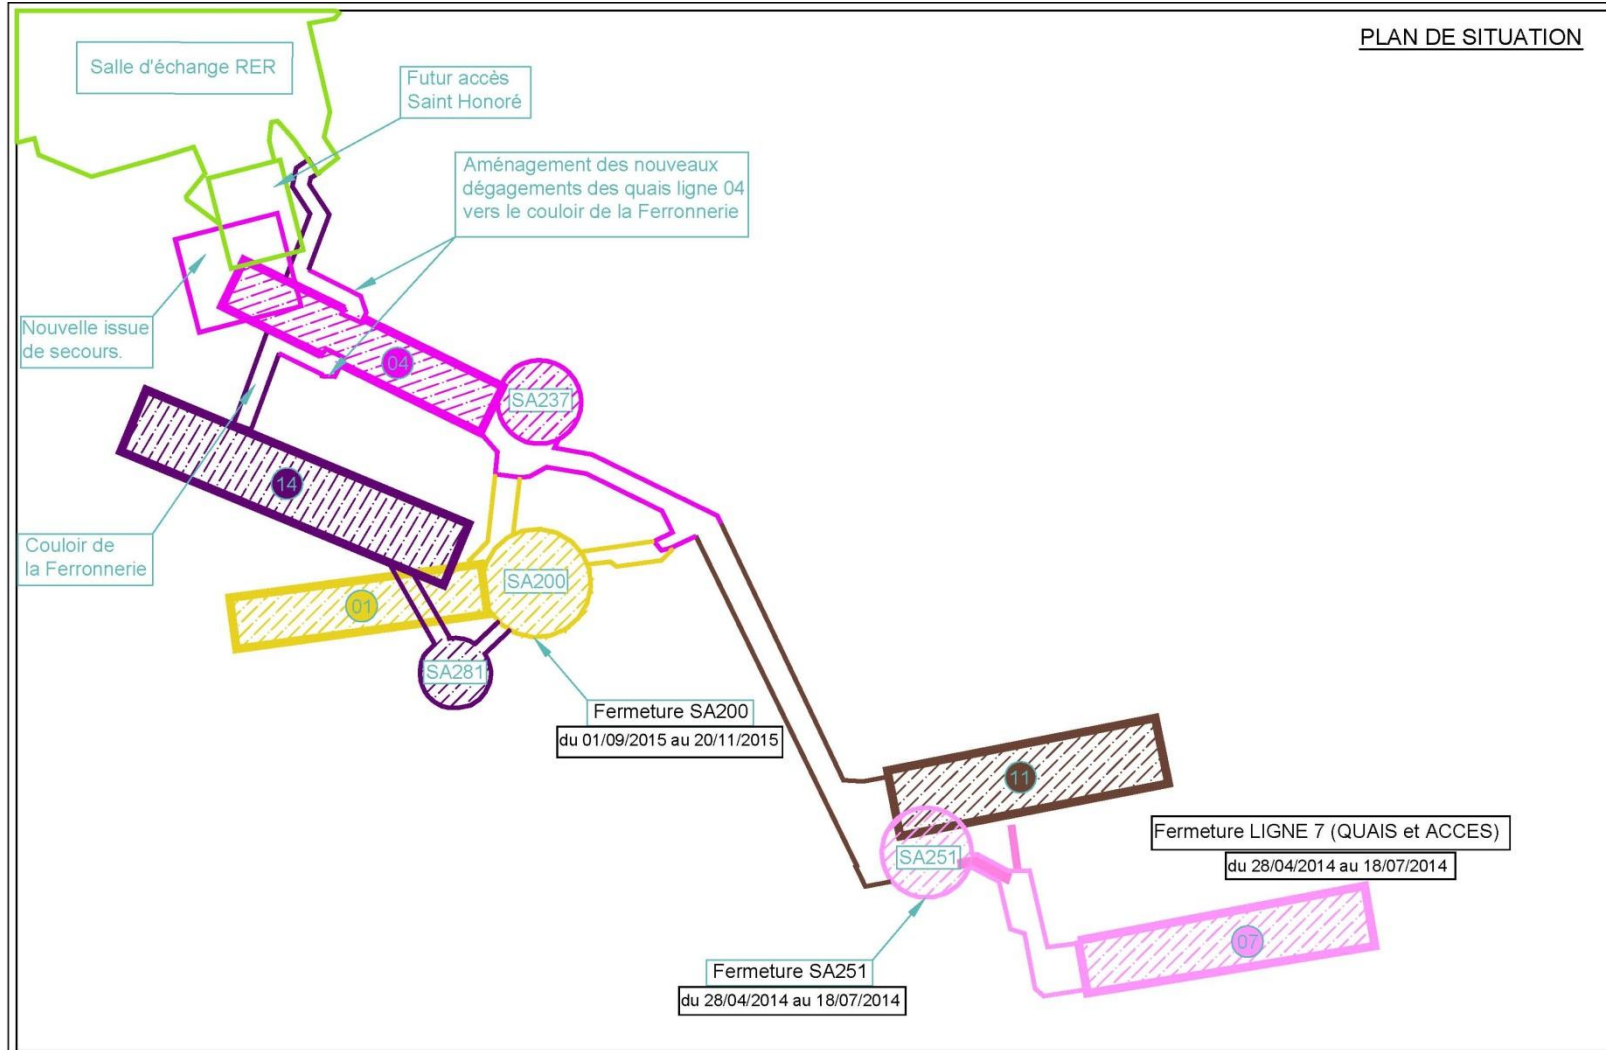 PLAN DE SITUATION
Salle d'échange RER
Futur accès
Saint Honoré
Aménagement des nouveaux
dégagements des quais ligne 04
vers le couloir de la Ferronnerie
Nouvelle issue
de secours.
04
SA237
14
Couloir de
la Ferronnerie
01
SA200
SA281
Fermeture SA200
du 01/09/2015 au 20/11/2015
11
SA251
Fermeture LIGNE 7 (QUAIS et ACCES)
du 28/04/2014 au 18/07/2014
07
Fermeture SA251
du 28/04/2014 au 18/07/2014